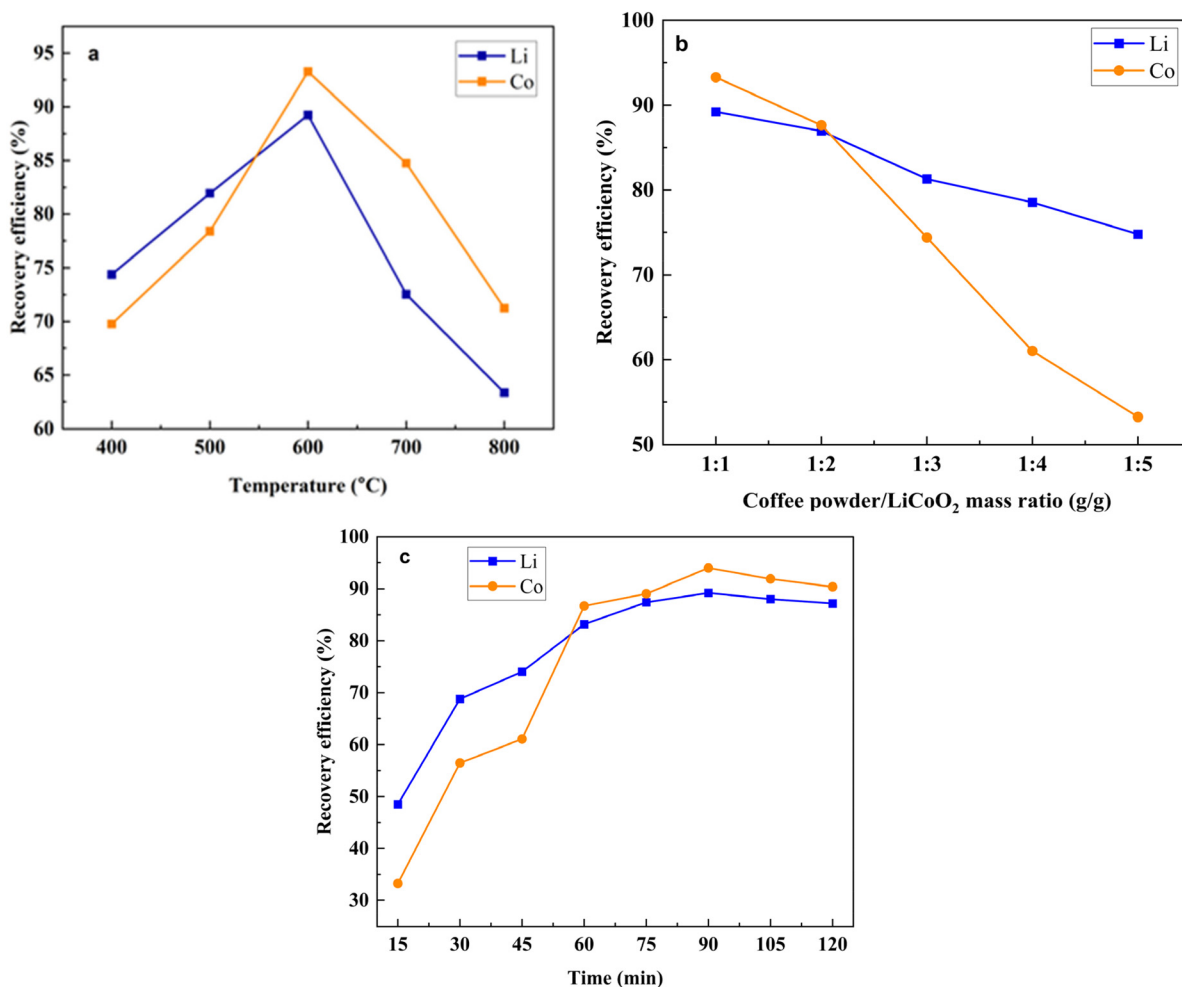 a
Li
Co
Recovery efficiency (%)
95
90
85
80
75
70
65
60
400 500 600 700 800
Temperature (°C)
b
Li
Co
Recovery efficiency (%)
100
90
80
70
60
50
1:1 1:2 1:3 1:4 1:5
Coffee powder/LiCoO₂ mass ratio (g/g)
c
Li
Co
Recovery efficiency (%)
100
90
80
70
60
50
40
30
15 30 45 60 75 90 105 120
Time (min)